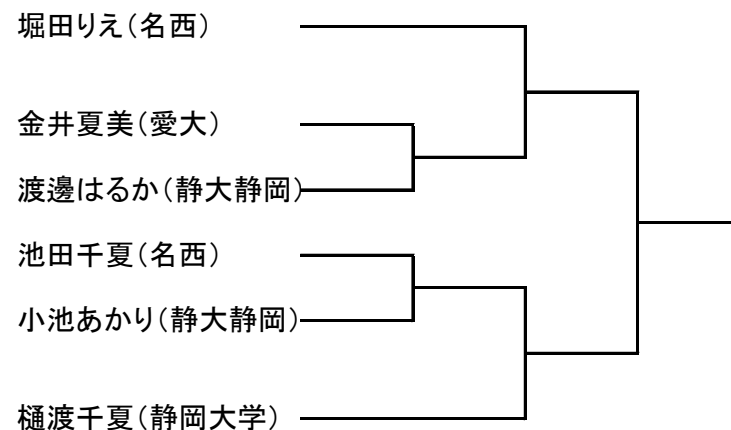 堀田りえ（名西）
金井夏美（愛大）
渡邊はるか（静大静岡）
池田千夏（名西）
小池あかり（静大静岡）
樋渡千夏（静岡大学）